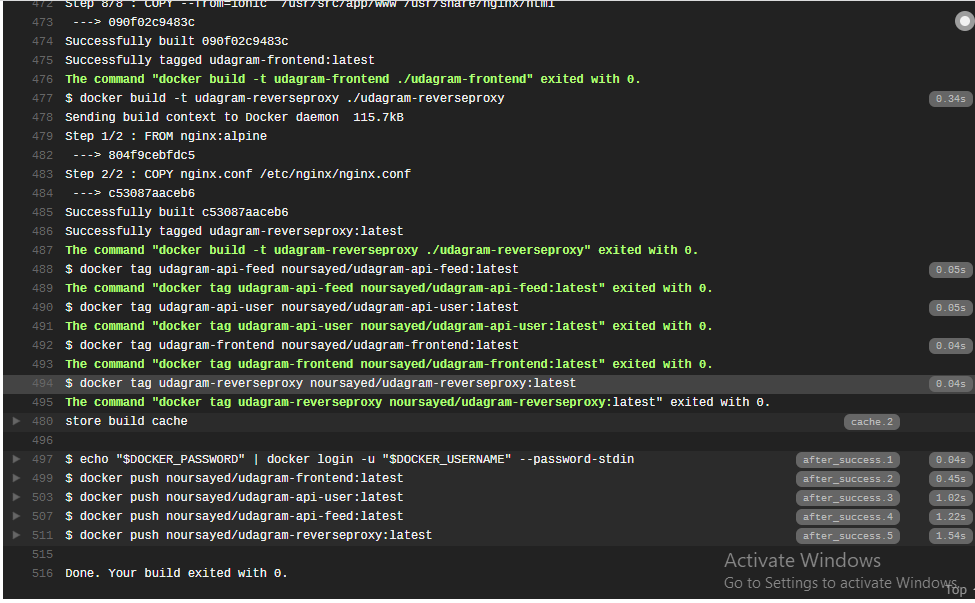 472 Step 8/8 : COPY --from=ionic /usr/src/app/www /usr/share/nginx/html
473 ---> 090f02c9483c
474 Successfully built 090f02c9483c
475 Successfully tagged udagram-frontend:latest
476 The command "docker build -t udagram-frontend ./udagram-frontend" exited with 0.
477 $ docker build -t udagram-reverseproxy ./udagram-reverseproxy 0.34s
478 Sending build context to Docker daemon  115.7kB
479 Step 1/2 : FROM nginx:alpine
482 ---> 804f9cebfdc5
483 Step 2/2 : COPY nginx.conf /etc/nginx/nginx.conf
484 ---> c53087aaceb6
485 Successfully built c53087aaceb6
486 Successfully tagged udagram-reverseproxy:latest
487 The command "docker build -t udagram-reverseproxy ./udagram-reverseproxy" exited with 0.
488 $ docker tag udagram-api-feed noursayed/udagram-api-feed:latest 0.05s
489 The command "docker tag udagram-api-feed noursayed/udagram-api-feed:latest" exited with 0.
490 $ docker tag udagram-api-user noursayed/udagram-api-user:latest 0.05s
491 The command "docker tag udagram-api-user noursayed/udagram-api-user:latest" exited with 0.
492 $ docker tag udagram-frontend noursayed/udagram-frontend:latest 0.04s
493 The command "docker tag udagram-frontend noursayed/udagram-frontend:latest" exited with 0.
494 $ docker tag udagram-reverseproxy noursayed/udagram-reverseproxy:latest 0.04s
495 The command "docker tag udagram-reverseproxy noursayed/udagram-reverseproxy:latest" exited with 0.
480 store build cache cache.2
496
497 $ echo "$DOCKER_PASSWORD" | docker login -u "$DOCKER_USERNAME" --password-stdin after_success.1 0.04s
499 $ docker push noursayed/udagram-frontend:latest after_success.2 0.45s
503 $ docker push noursayed/udagram-api-user:latest after_success.3 1.02s
507 $ docker push noursayed/udagram-api-feed:latest after_success.4 1.22s
511 $ docker push noursayed/udagram-reverseproxy:latest after_success.5 1.54s
515
516 Done. Your build exited with 0.
Activate Windows
Go to Settings to activate Windows.
Top